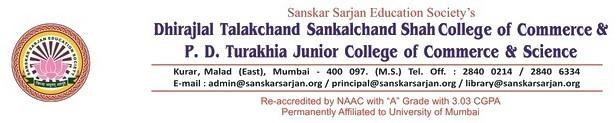 Sanskar Sarjan Education Society's
Dhirajlal Talakchand Sankalchand Shah College of Commerce &
P. D. Turakhia Junior College of Commerce & Science
Kurar, Malad (East), Mumbai - 400 097. (M.S.) Tel. Off. : 2840 0214 / 2840 6334
E-mail : admin@sanskarsarjan.org / principal@sanskarsarjan.org / library@sanskarsarjan.org
Re-accredited by NAAC with "A" Grade with 3.03 CGPA
Permanently Affiliated to University of Mumbai